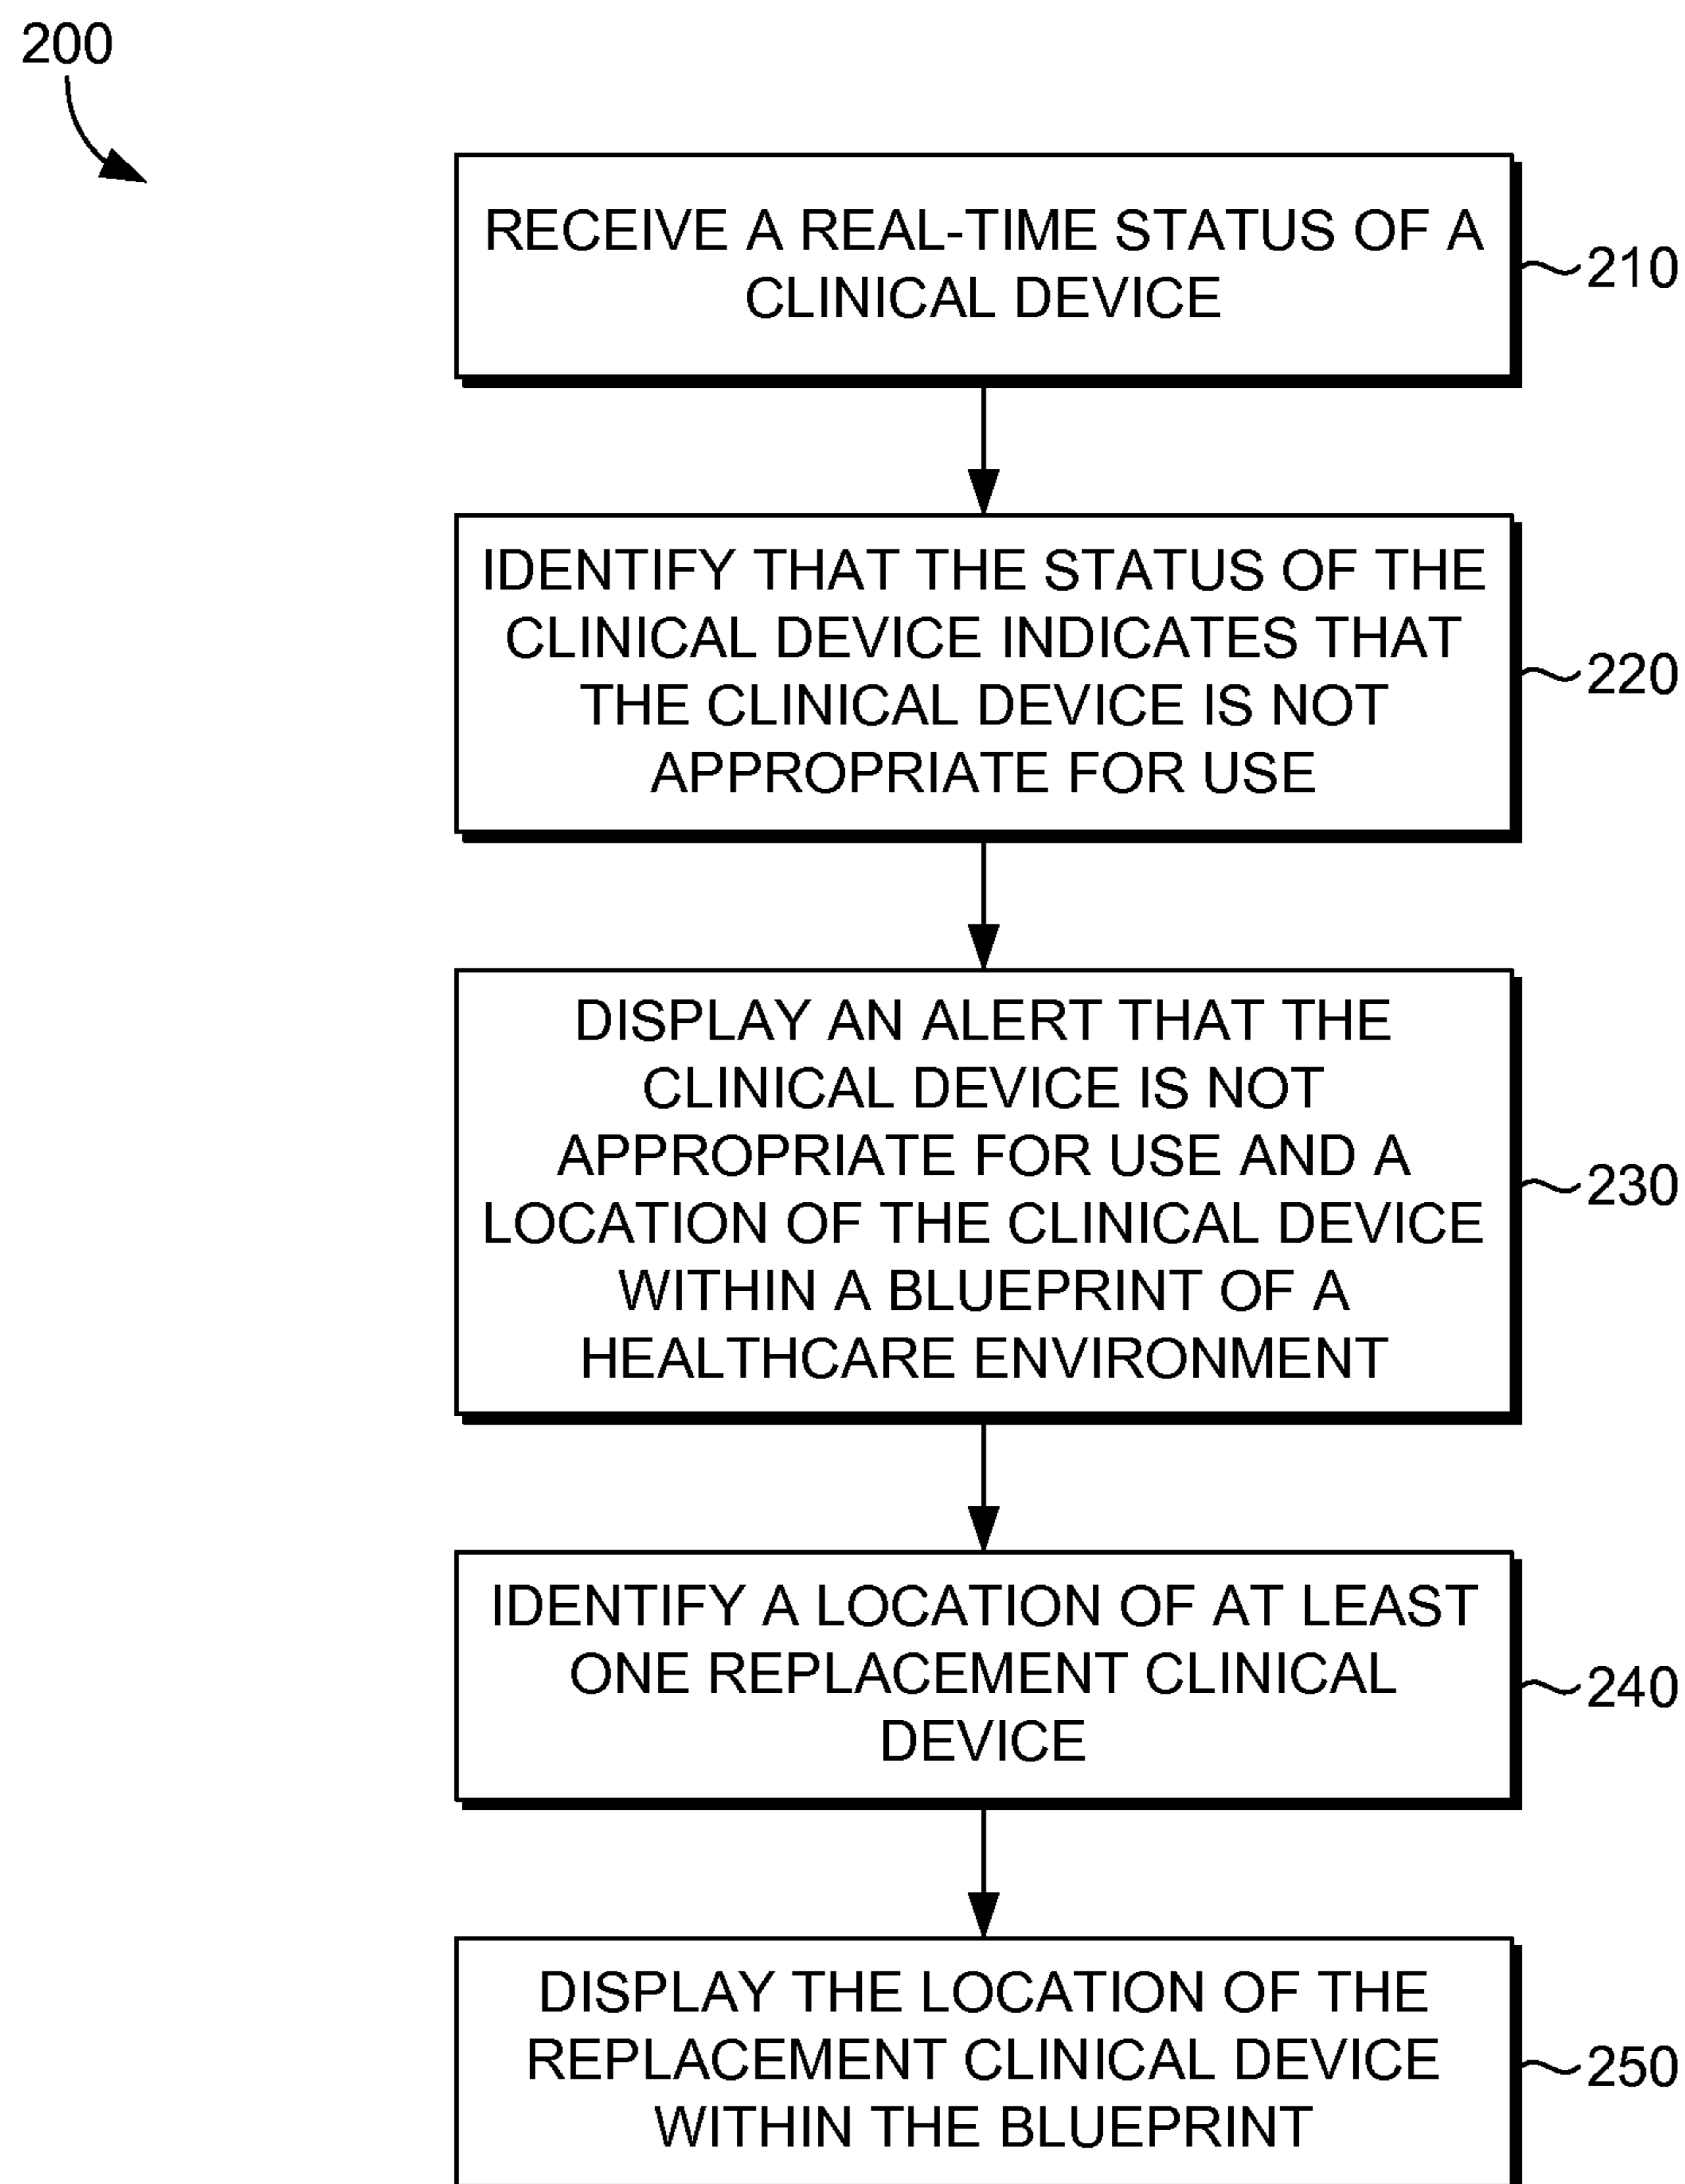 200
RECEIVE A REAL-TIME STATUS OF A
CLINICAL DEVICE
210
IDENTIFY THAT THE STATUS OF THE
CLINICAL DEVICE INDICATES THAT
THE CLINICAL DEVICE IS NOT
APPROPRIATE FOR USE
220
DISPLAY AN ALERT THAT THE
CLINICAL DEVICE IS NOT
APPROPRIATE FOR USE AND A
LOCATION OF THE CLINICAL DEVICE
WITHIN A BLUEPRINT OF A
HEALTHCARE ENVIRONMENT
230
IDENTIFY A LOCATION OF AT LEAST
ONE REPLACEMENT CLINICAL
DEVICE
240
DISPLAY THE LOCATION OF THE
REPLACEMENT CLINICAL DEVICE
WITHIN THE BLUEPRINT
250